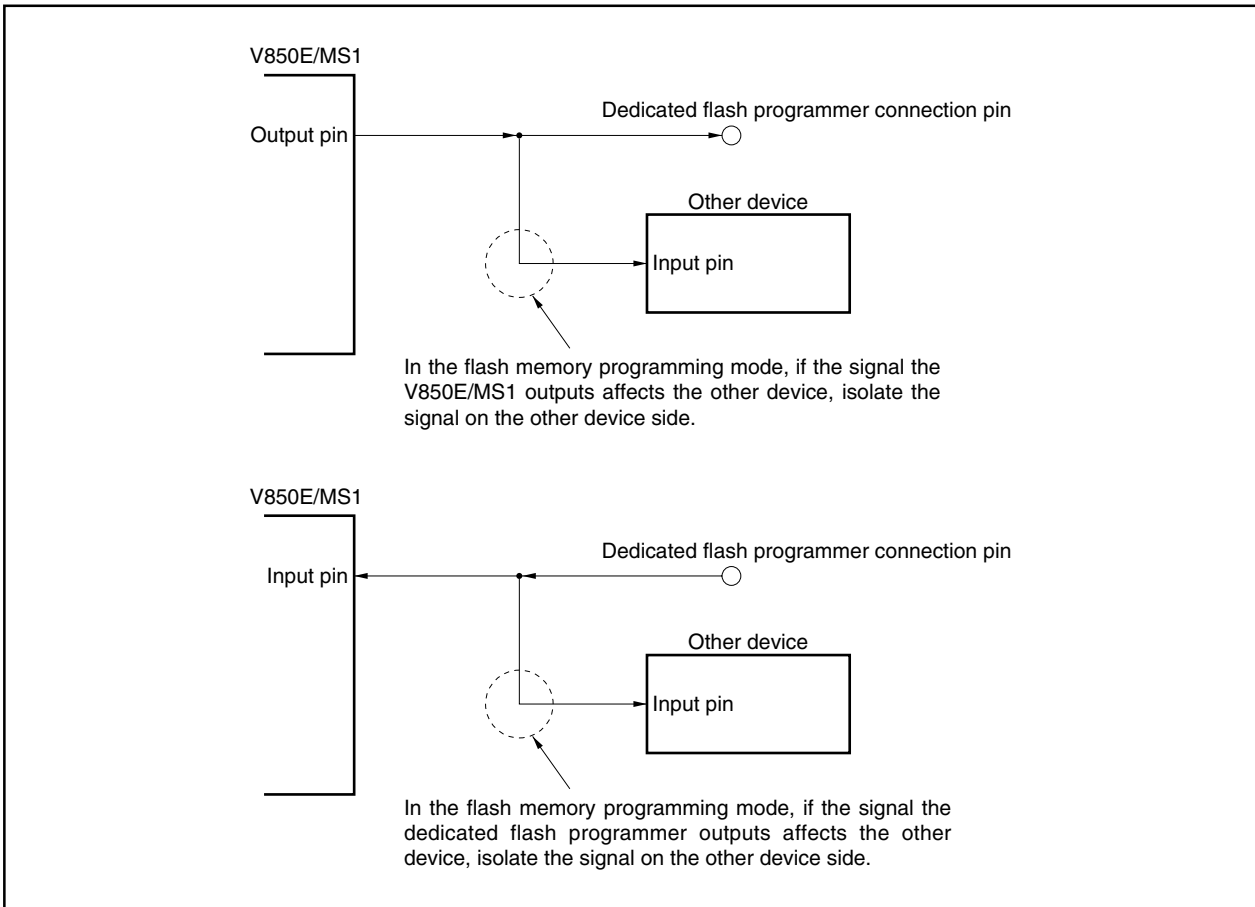 V850E/MS1
Dedicated flash programmer connection pin
Output pin
Other device
Input pin
In the flash memory programming mode, if the signal the
V850E/MS1 outputs affects the other device, isolate the
signal on the other device side.
V850E/MS1
Dedicated flash programmer connection pin
Input pin
Other device
Input pin
In the flash memory programming mode, if the signal the
dedicated flash programmer outputs affects the other
device, isolate the signal on the other device side.